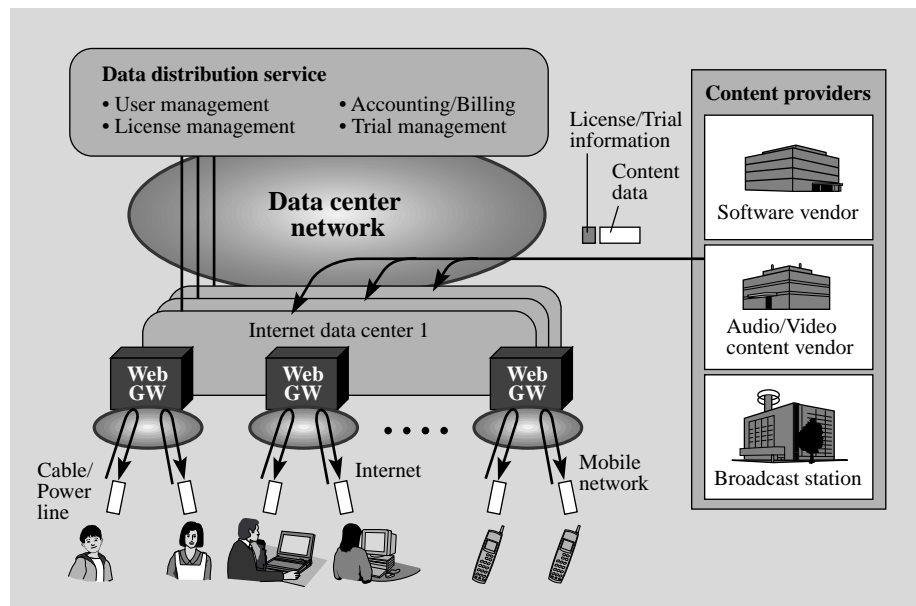 Data distribution service
• User management
• Accounting/Billing
• License management
• Trial management
License/Trial
information
Content
data
Content providers
Software vendor
Audio/Video
content vendor
Broadcast station
Data center
network
Internet data center 1
Web
GW
Web
GW
Web
GW
Cable/
Power
line
Internet
Mobile
network